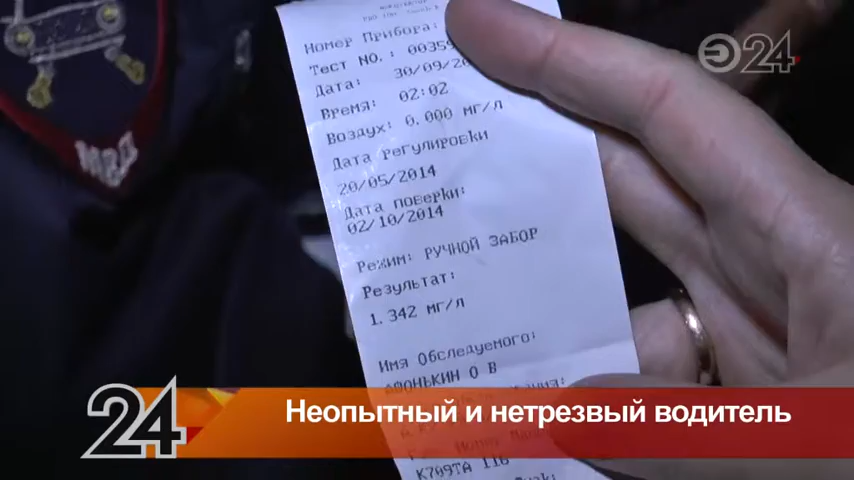 МВД
Номер Прибора:
Тест NO.: 00359
Дата: 30/09/20
Время: 02:02
Воздух: 0.000 мг/л
Дата регулировки
20/05/2014
Дата поверки:
02/10/2014
Режим: РУЧНОЙ ЗАБОР
Результат:
1.342 мг/л
Имя Обследуемого:
АФОНЬКИН О В
К709ТА 116
Э24
24
Неопытный и нетрезвый водитель